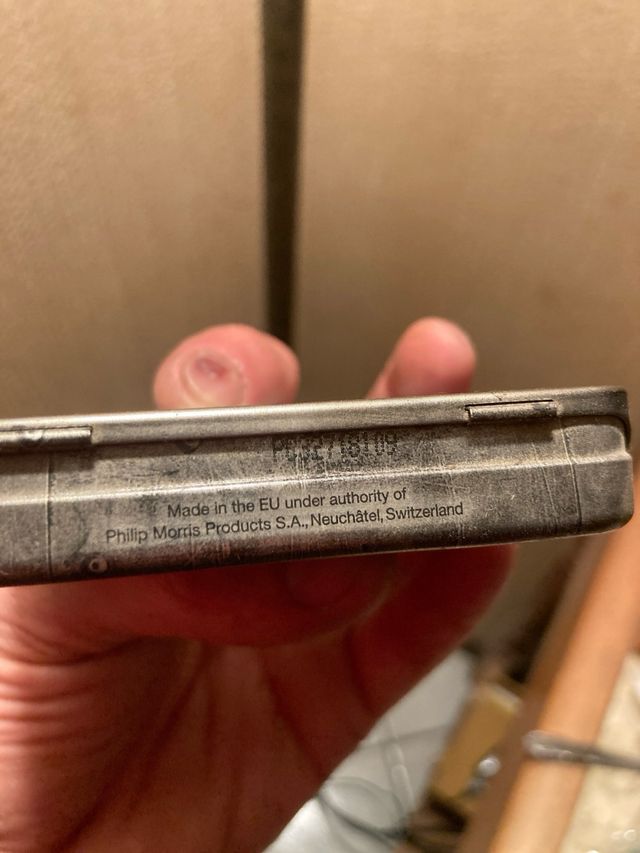 Made in the EU under authority of
Philip Morris Products S.A., Neuchâtel, Switzerland